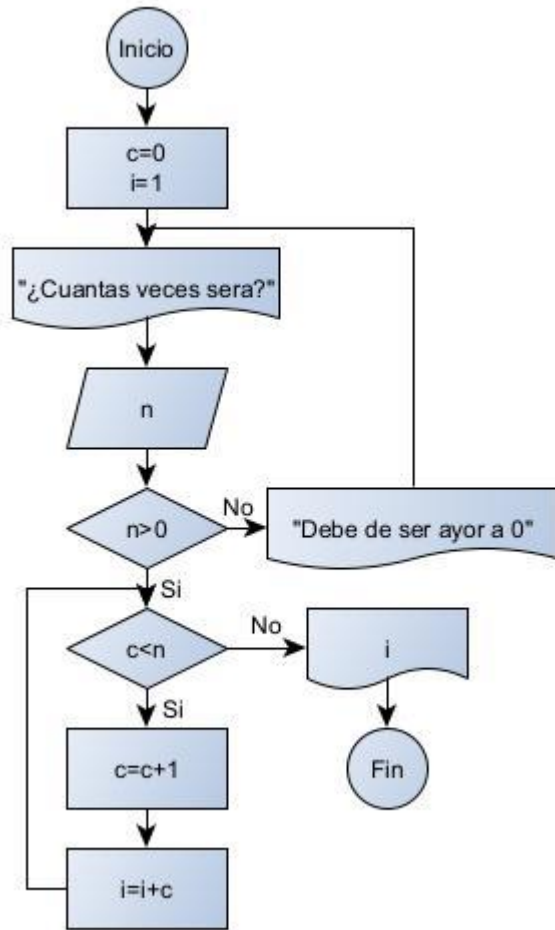 Inicio
c=0
i=1
"¿Cuantas veces sera?"
n
n>0
No
"Debe de ser ayor a 0"
Si
c<n
No
i
Si
c=c+1
Fin
i=i+c